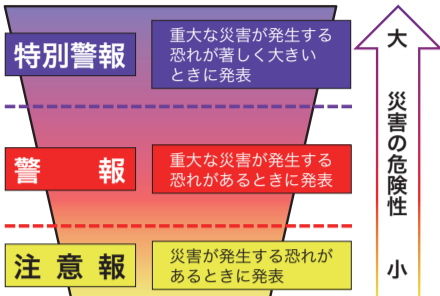 特別警報
重大な災害が発生する
恐れが著しく大きい
ときに発表
警報
重大な災害が発生する
恐れがあるときに発表
注意報
災害が発生する恐れが
あるときに発表
大
災害の危険性
小